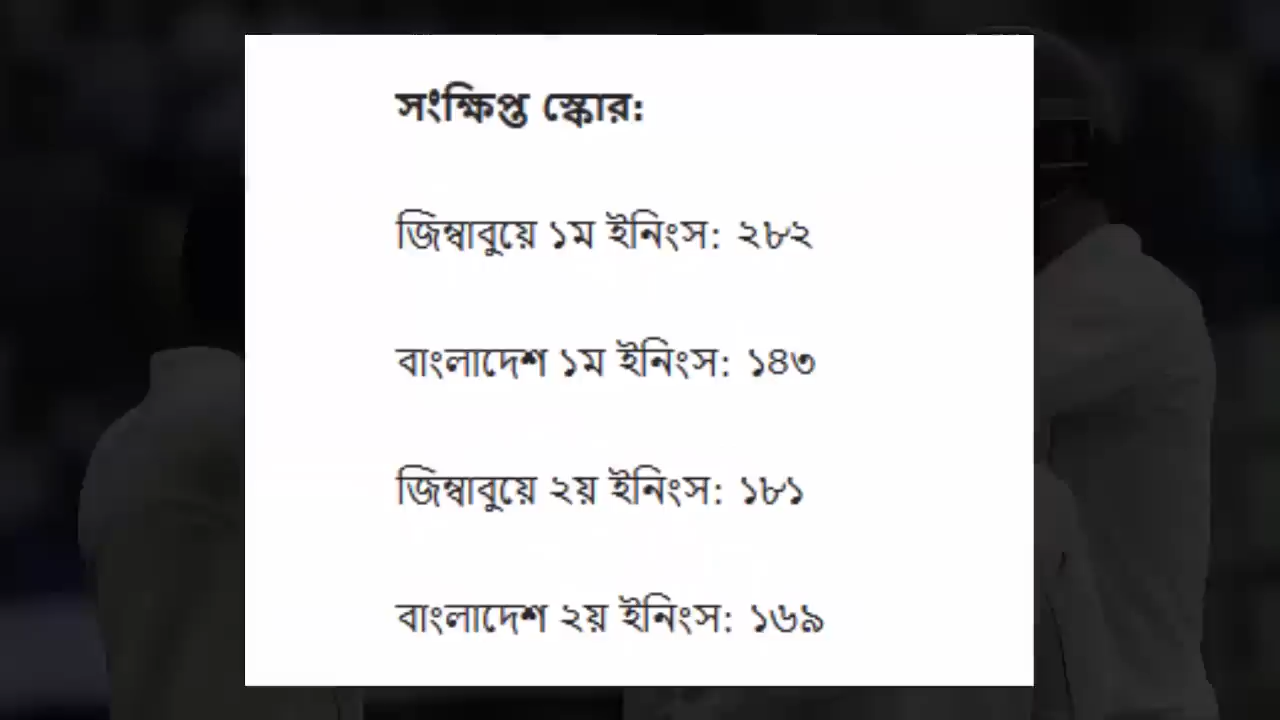 সংক্ষিপ্ত স্কোর:
জিম্বাবুয়ে ১ম ইনিংস: ২৮২
বাংলাদেশ ১ম ইনিংস: ১৪৩
জিম্বাবুয়ে ২য় ইনিংস: ১৮১
বাংলাদেশ ২য় ইনিংস: ১৬৯